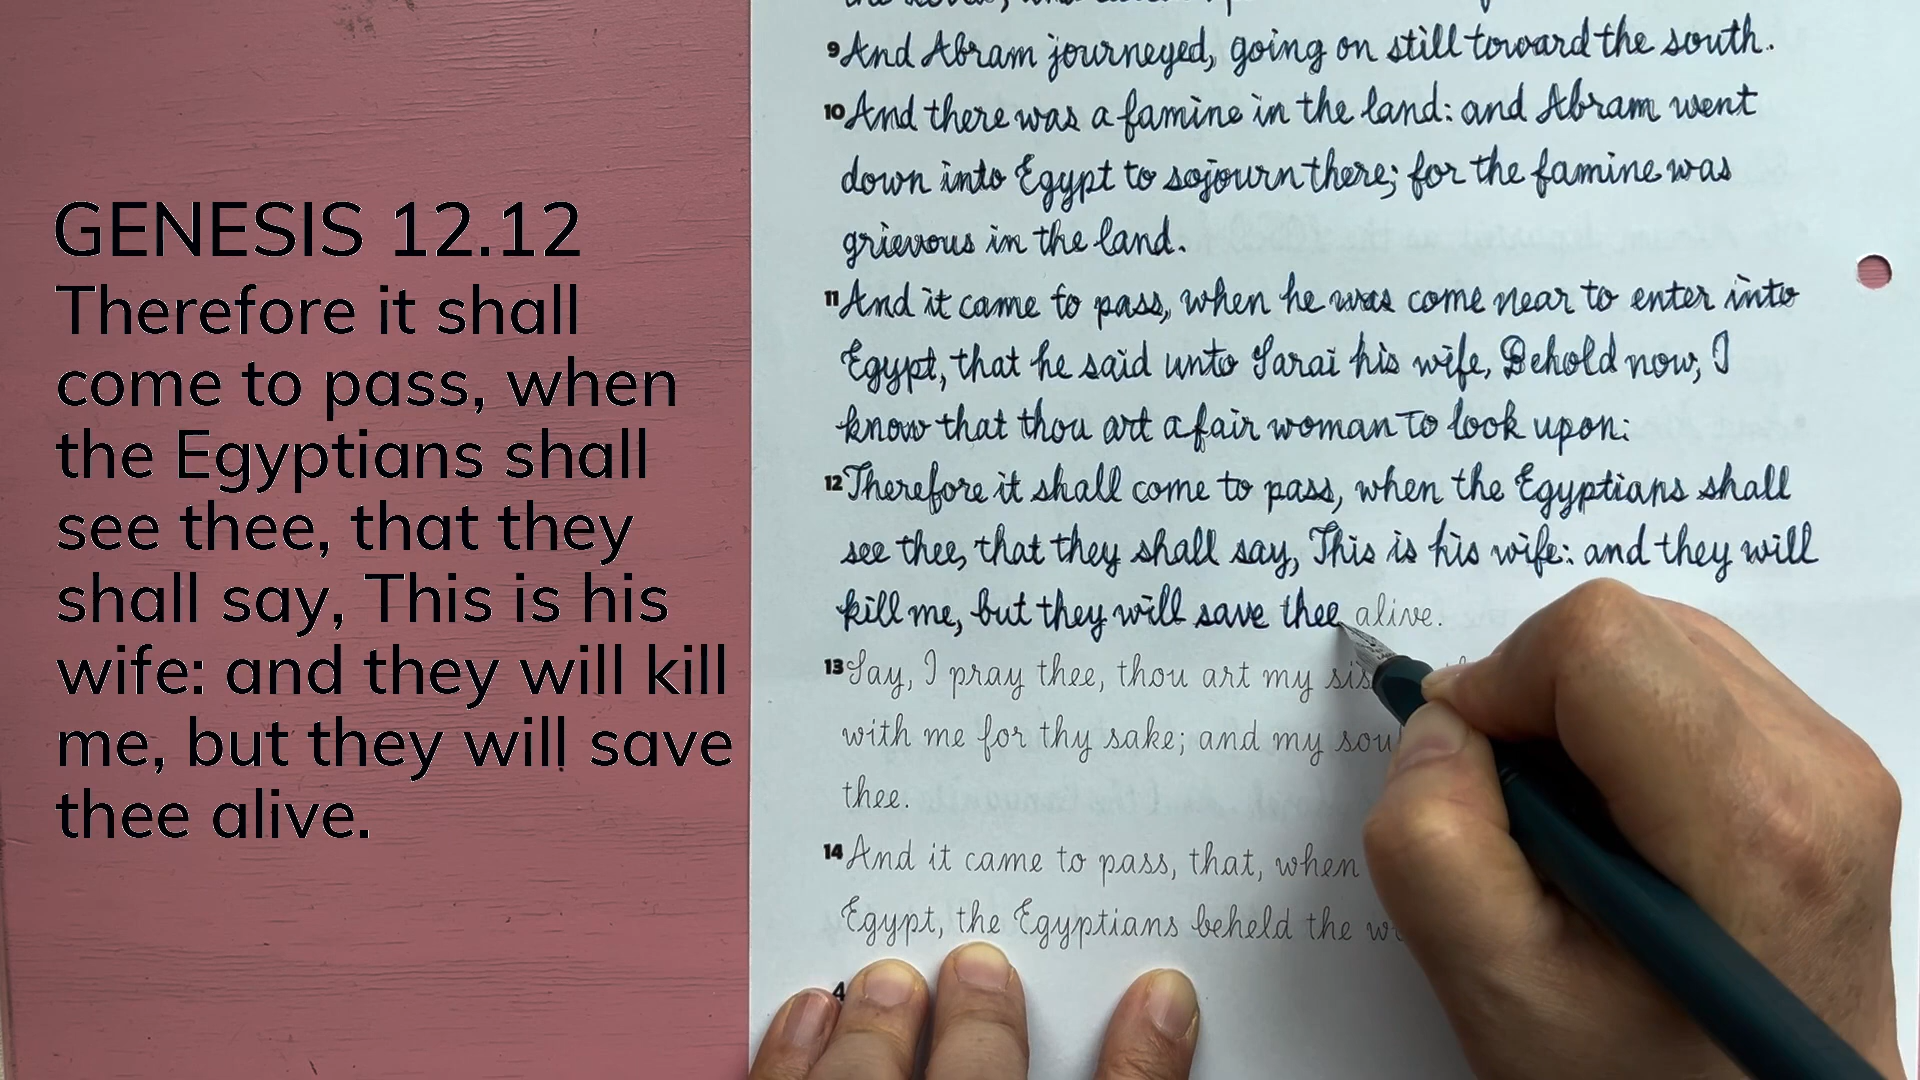 GENESIS 12.12
Therefore it shall
come to pass, when
the Egyptians shall
see thee, that they
shall say, This is his
wife: and they will kill
me, but they will save
thee alive.
9 And Abram journeyed, going on still toward the south.
10 And there was a famine in the land: and Abram went
down into Egypt to sojourn there; for the famine was
grievous in the land.
11 And it came to pass, when he was come near to enter into
Egypt, that he said unto Sarai his wife, Behold now, I
know that thou art a fair woman to look upon:
12 Therefore it shall come to pass, when the Egyptians shall
see thee, that they shall say, This is his wife: and they will
kill me, but they will save thee alive.
13 Say, I pray thee, thou art my
with me for thy sake; and my
thee.
14 And it came to pass, that, when
Egypt, the Egyptians beheld the
4